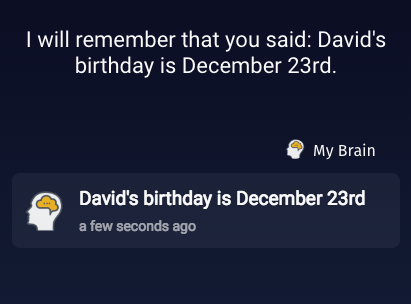 I will remember that you said: David's
birthday is December 23rd.
My Brain
David's birthday is December 23rd
a few seconds ago